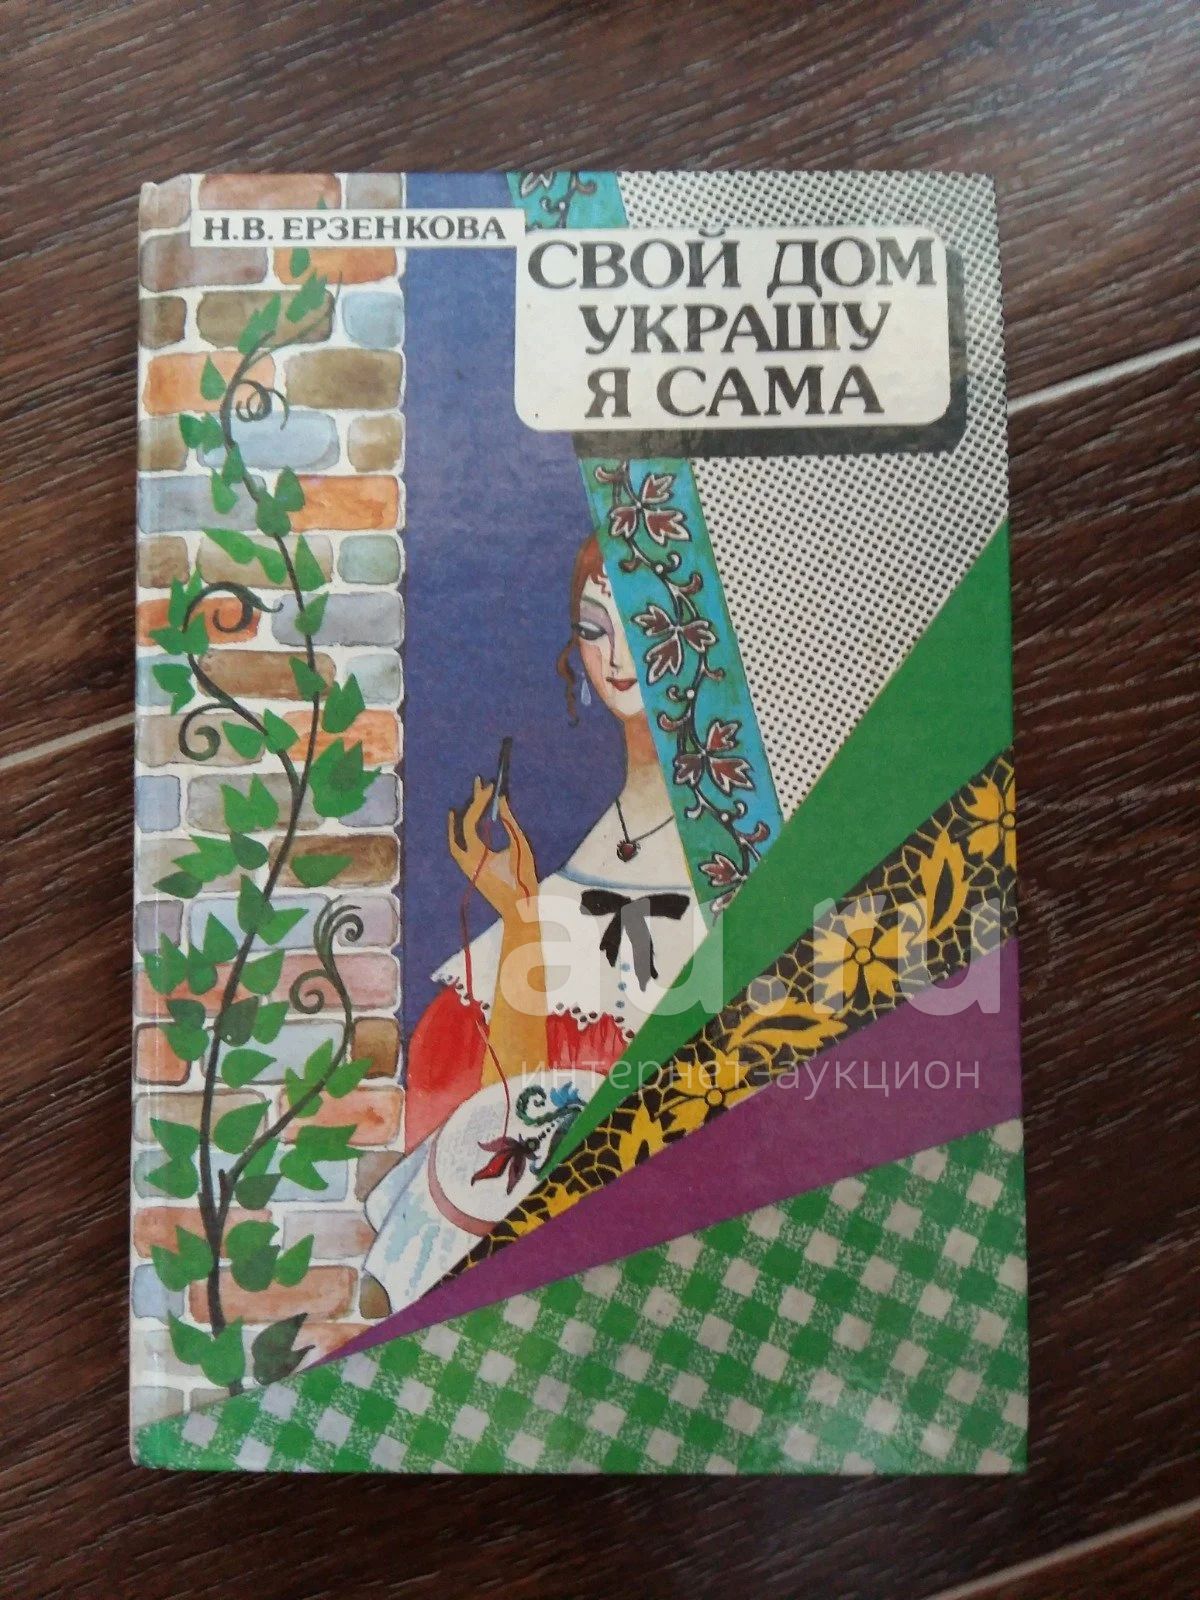 Н.В. ЕРЗЕНКОВА
СВОЙ ДОМ
УКРАШУ
Я САМА
au.ru
интернет-аукцион